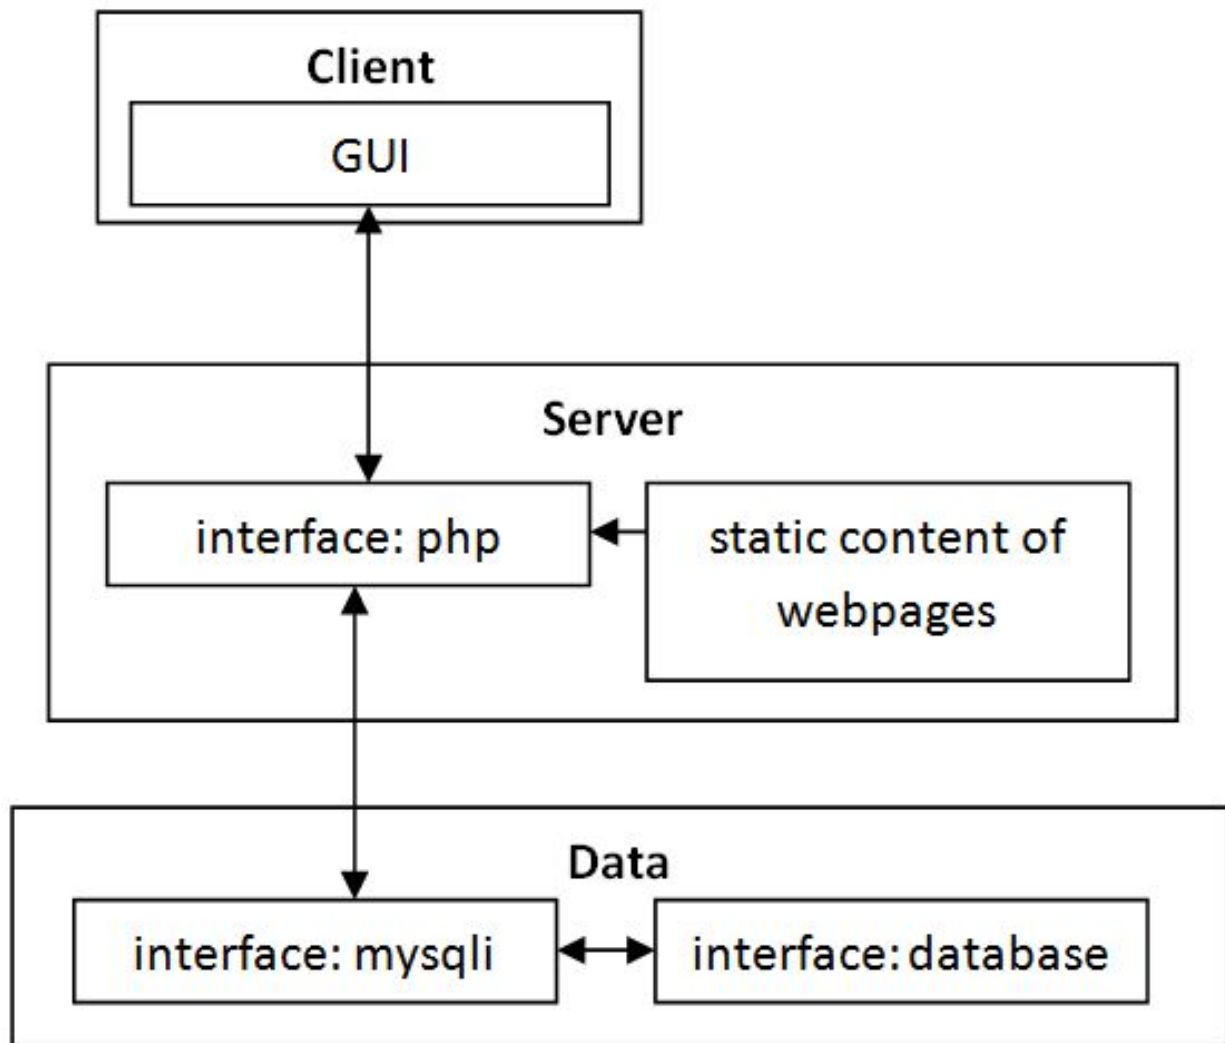 Client
GUI
Server
interface: php
static content of
webpages
Data
interface: mysqli
interface: database